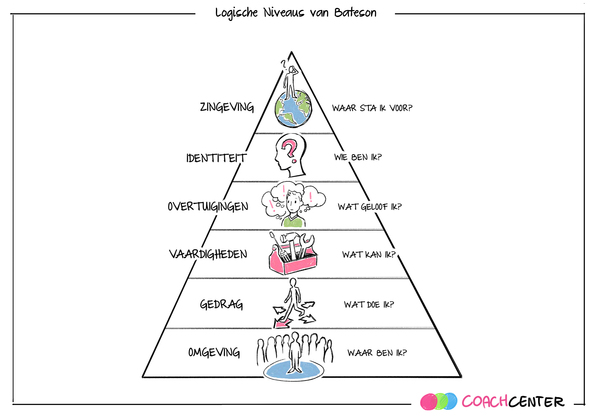 Logische Niveaus van Bateson
?
ZINGEVING WAAR STA IK VOOR?
IDENTITEIT ? WIE BEN IK?
OVERTUIGINGEN ! ! WAT GELOOF IK?
VAARDIGHEDEN WAT KAN IK?
GEDRAG WAT DOE IK?
OMGEVING WAAR BEN IK?
COACHCENTER